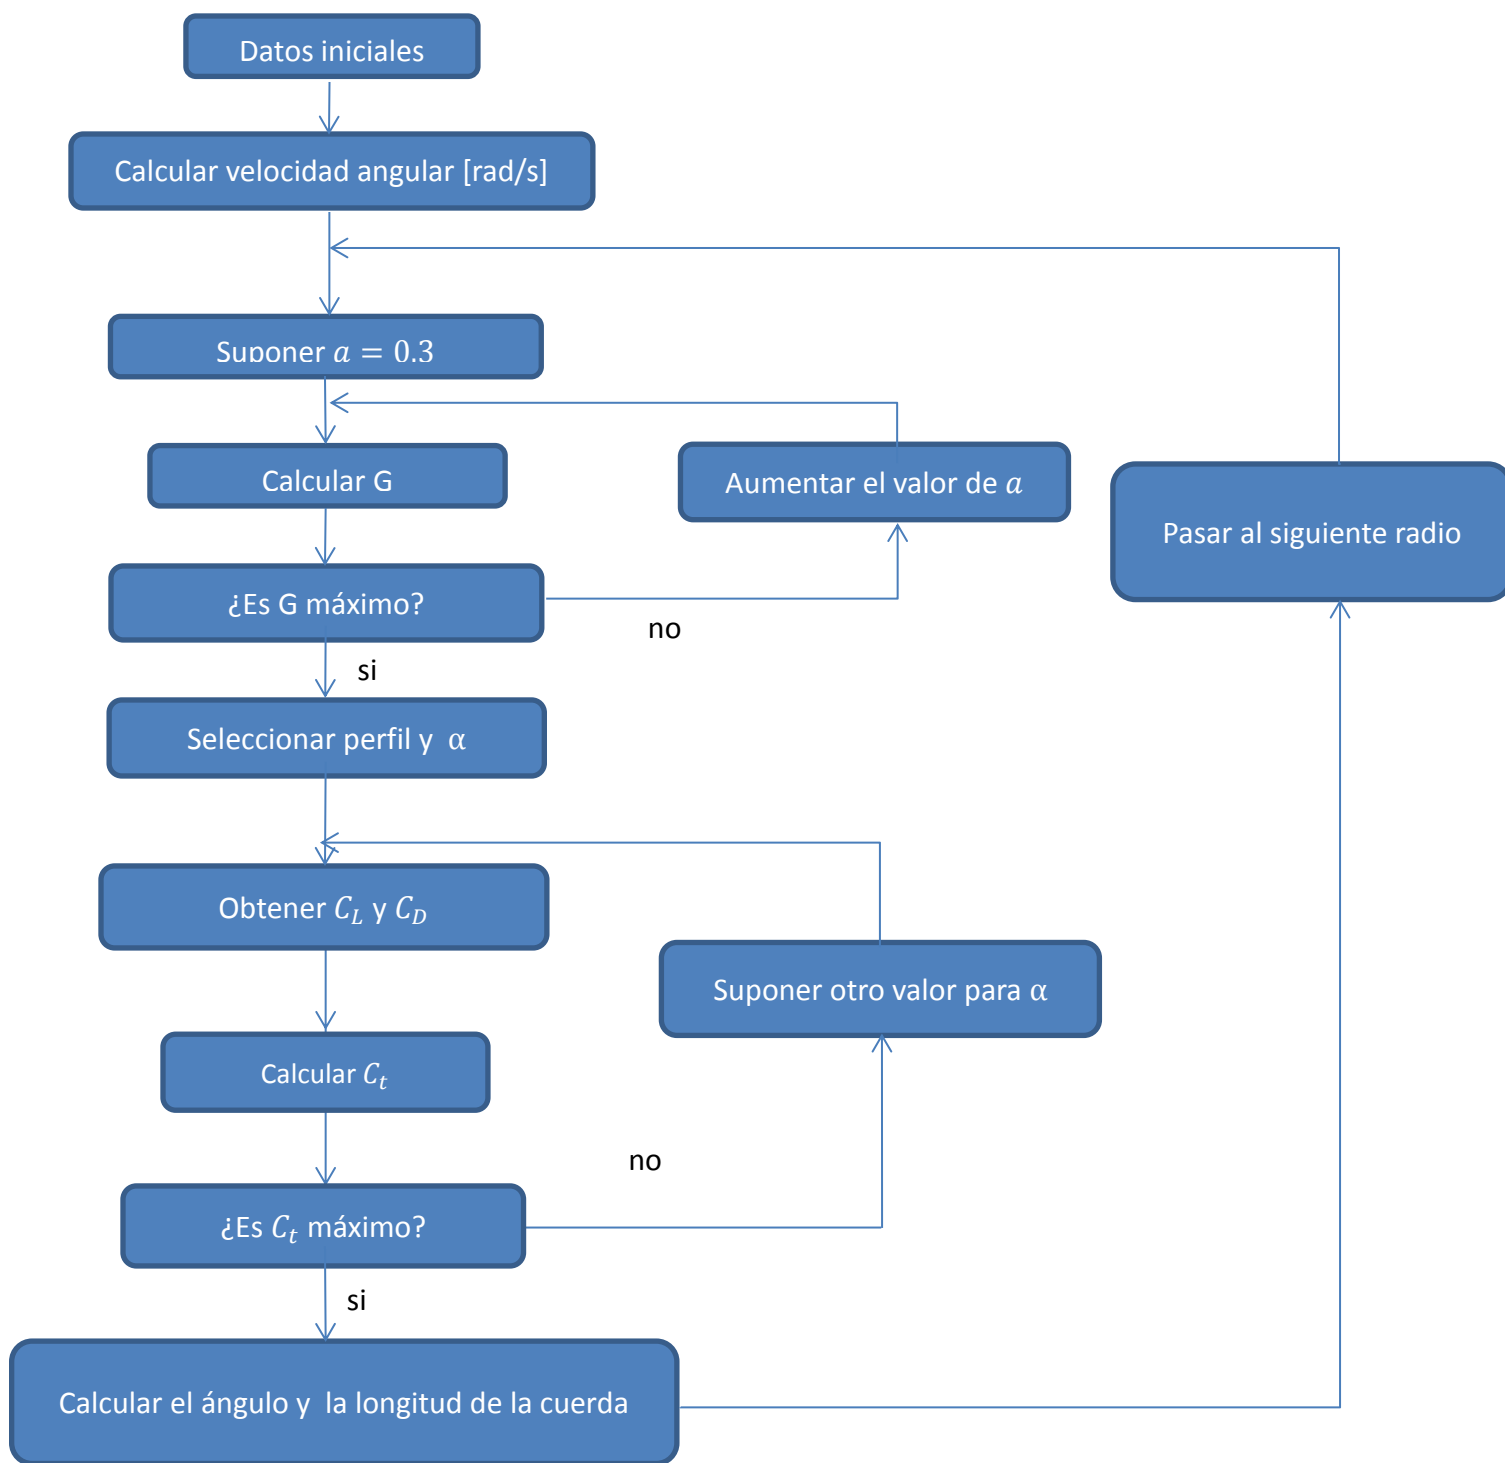 Datos iniciales
Calcular velocidad angular [rad/s]
Suponer a = 0.3
Calcular G
Aumentar el valor de a
Pasar al siguiente radio
¿Es G máximo?
no
si
Seleccionar perfil y α
Obtener C_L y C_D
Suponer otro valor para α
Calcular C_t
no
¿Es C_t máximo?
si
Calcular el ángulo y la longitud de la cuerda